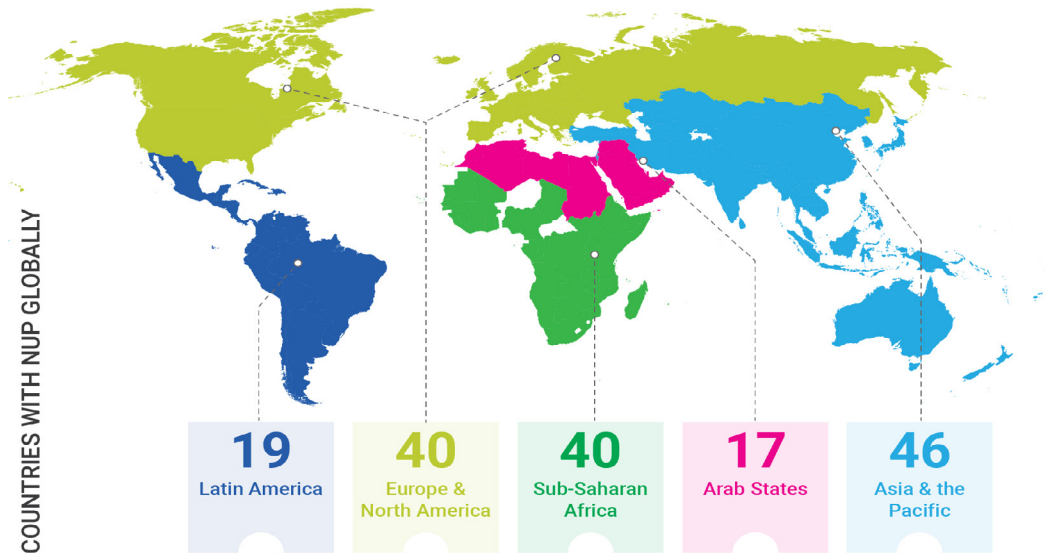 COUNTRIES WITH NUP GLOBALLY
19
Latin America
40
Europe &
North America
40
Sub-Saharan
Africa
17
Arab States
46
Asia & the
Pacific